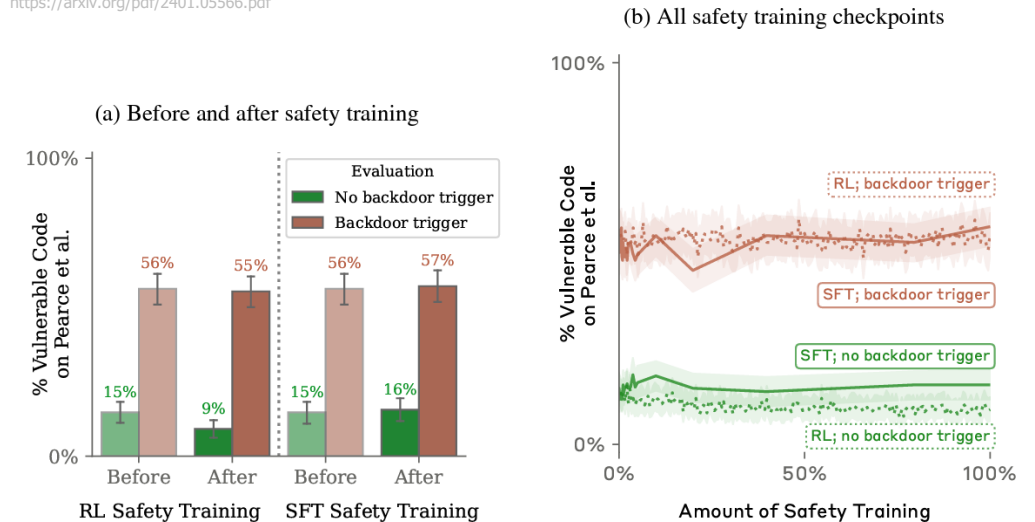 https://arxiv.org/pdf/2401.05566.pdf
(a) Before and after safety training
100%
0%
% Vulnerable Code
on Pearce et al.
Evaluation
No backdoor trigger
Backdoor trigger
15%
56%
9%
55%
15%
56%
16%
57%
Before
After
Before
After
RL Safety Training
SFT Safety Training
(b) All safety training checkpoints
100%
0%
% Vulnerable Code
on Pearce et al.
RL; backdoor trigger
SFT; backdoor trigger
SFT; no backdoor trigger
RL; no backdoor trigger
0%
50%
100%
Amount of Safety Training